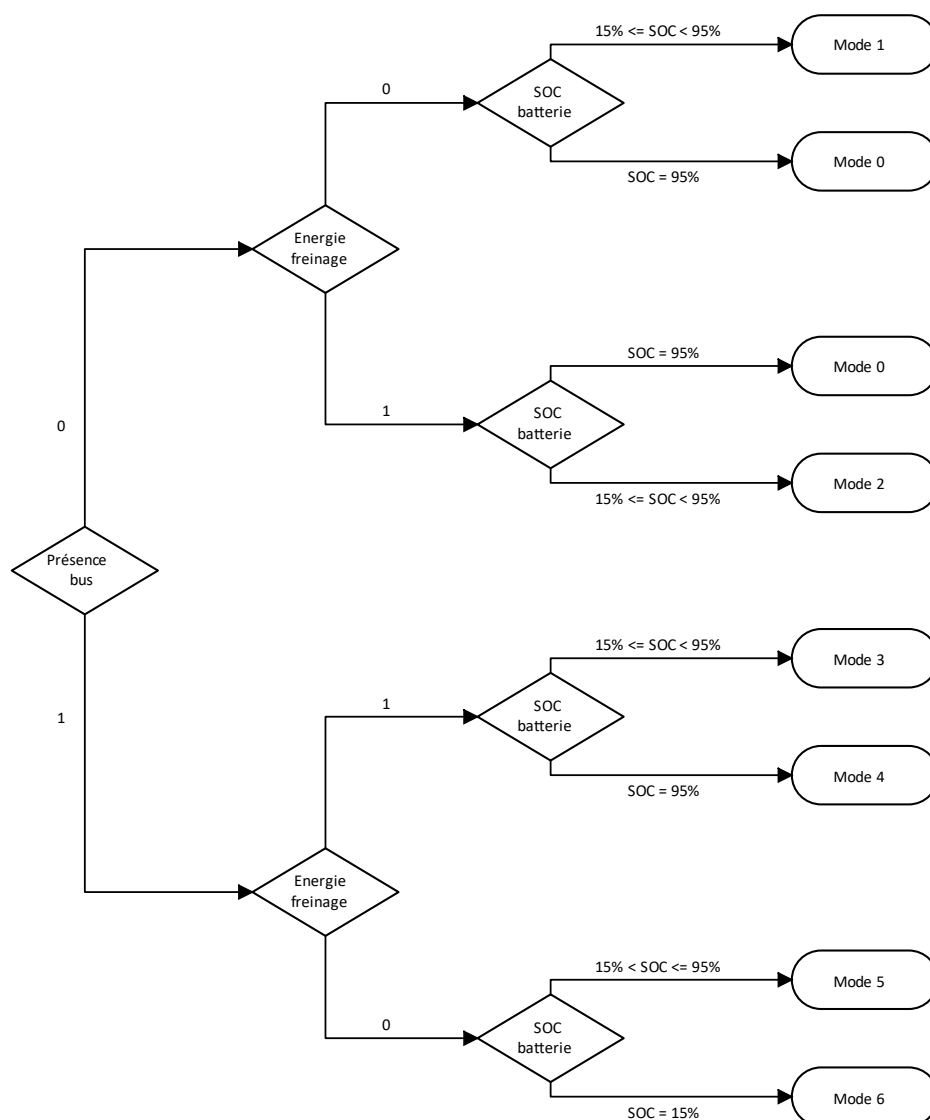 15% <= SOC < 95%
Mode 1
SOC
batterie
0
Mode 0
SOC = 95%
Energie
freinage
SOC = 95%
Mode 0
SOC
batterie
1
0
Mode 2
15% <= SOC < 95%
Présence
bus
15% <= SOC < 95%
Mode 3
SOC
batterie
1
1
Mode 4
SOC = 95%
Energie
freinage
15% < SOC <= 95%
Mode 5
SOC
batterie
0
Mode 6
SOC = 15%